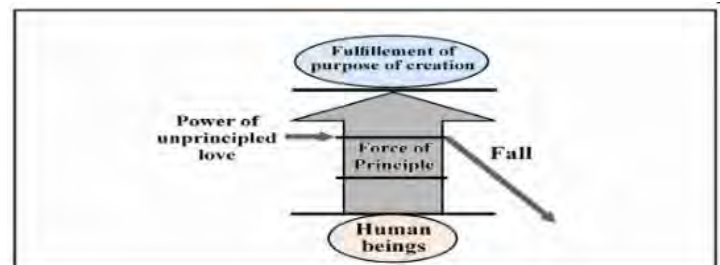 Fulfillement of
purpose of creation
Power of
unprincipled
love
Force of
Principle
Fall
Human
beings